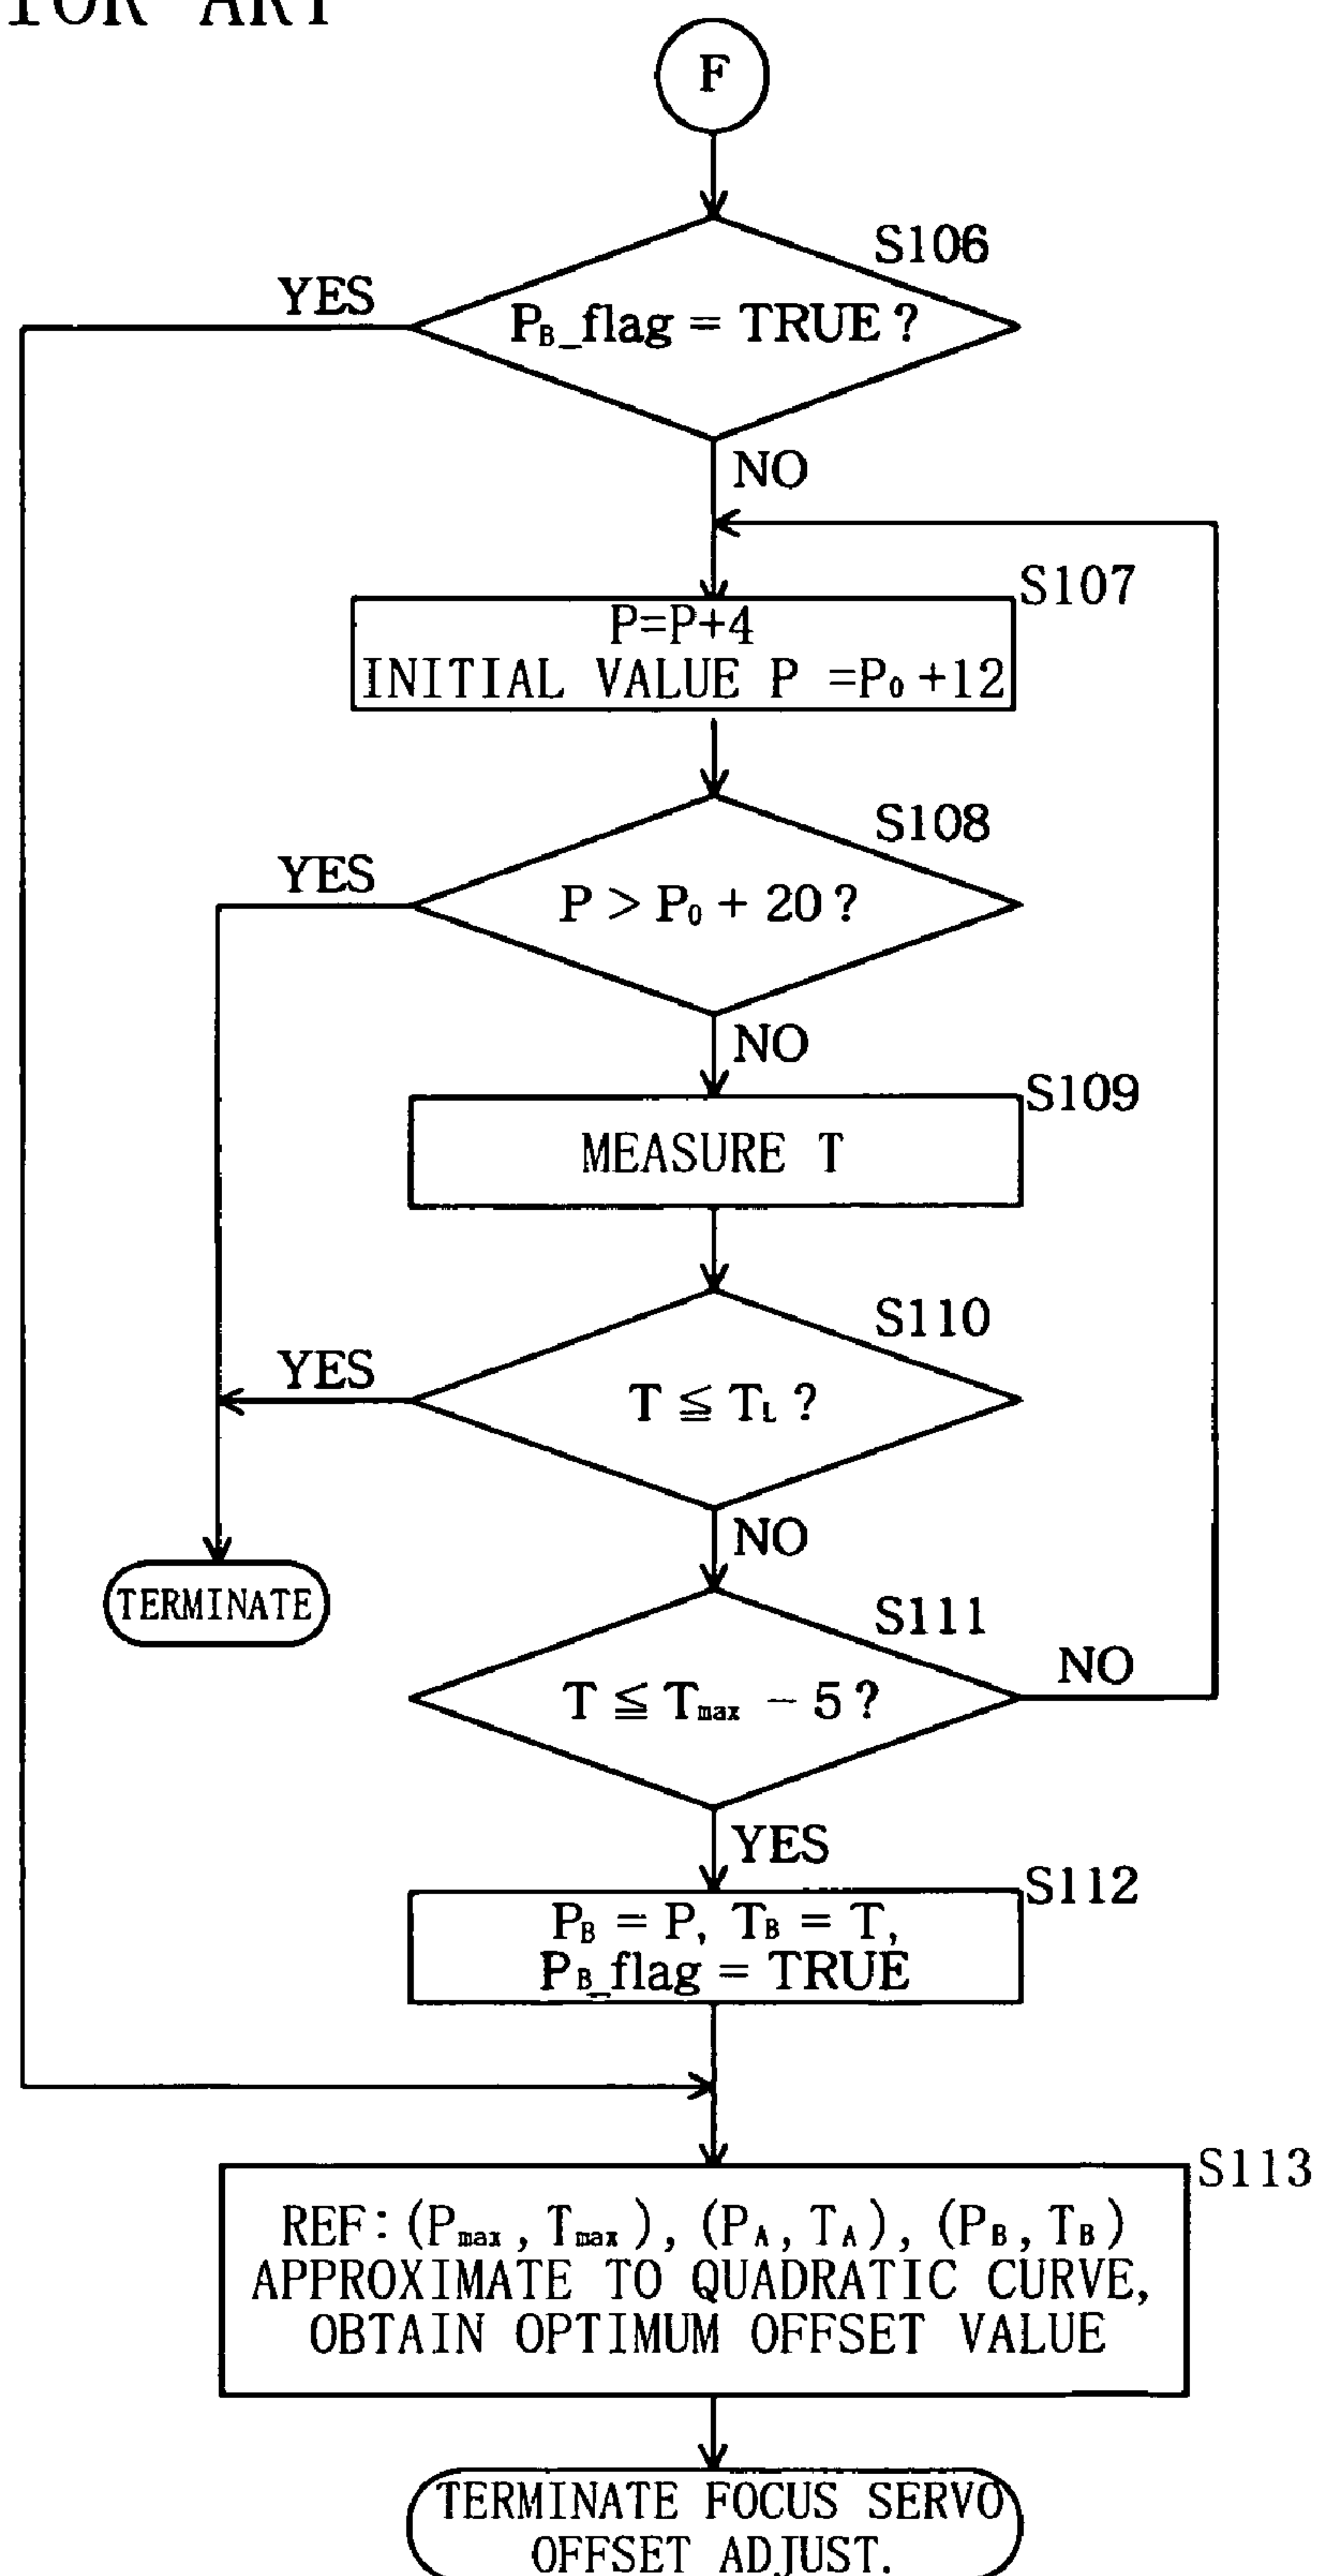 F
S106
YES
PB_flag = TRUE ?
NO
S107
P=P+4
INITIAL VALUE P =P0 +12
S108
YES
P > P0 + 20 ?
NO
S109
MEASURE T
S110
YES
T ≦ TL ?
NO
TERMINATE
S111
NO
T ≦ Tmax − 5 ?
YES
S112
PB = P, TB = T,
PB_flag = TRUE
S113
REF:(Pmax, Tmax), (PA, TA), (PB, TB)
APPROXIMATE TO QUADRATIC CURVE,
OBTAIN OPTIMUM OFFSET VALUE
TERMINATE FOCUS SERVO
OFFSET ADJUST.